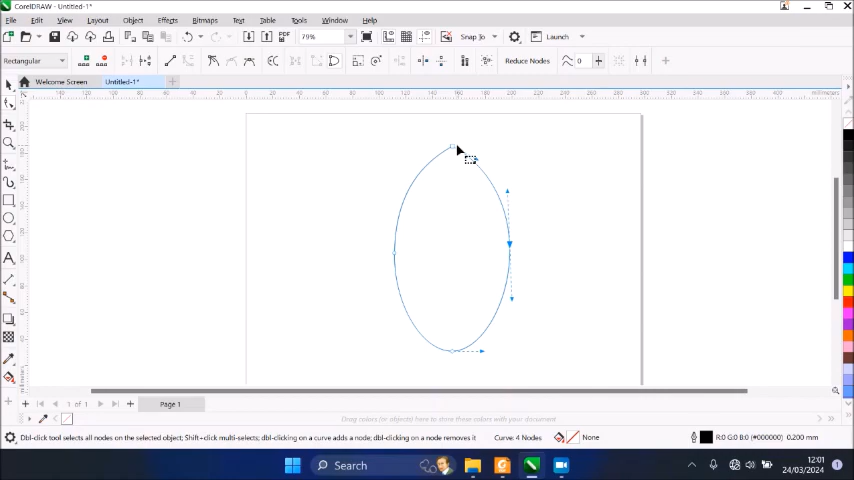 CorelDRAW - Untitled-1*
File Edit View Layout Object Effects Bitmaps Text Table Tools Window Help
PDF 79% Snap To Launch
Rectangular Reduce Nodes 0
Welcome Screen Untitled-1*
millimeters
1 of 1 Page 1
Drag colors (or objects) here to store these colors with your document
Dbl-click tool selects all nodes on the selected object; Shift+click multi-selects; dbl-clicking on a curve adds a node; dbl-clicking on a node removes it Curve: 4 Nodes None R:0 G:0 B:0 (#000000) 0.200 mm
Search
12:01
24/03/2024